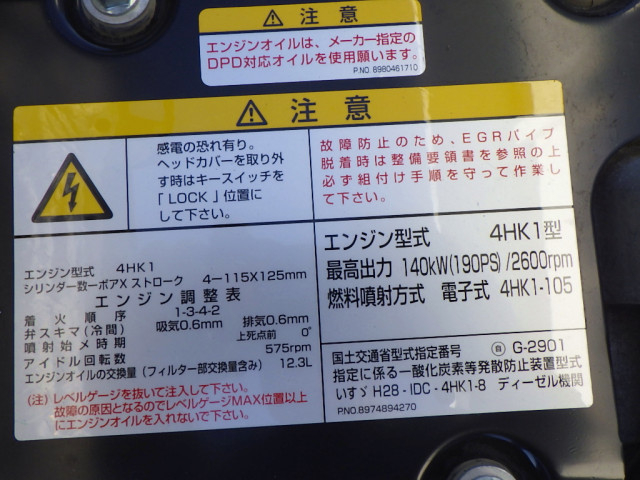 注意
エンジンオイルは、メーカー指定の
DPD対応オイルを使用願います。
P.NO. 8980461710
注意
感電の恐れ有り。
ヘッドカバーを取り外
す時はキースイッチを
「LOCK」位置に
して下さい。
故障防止のため、EGRパイプ
脱着時は整備要領書を参照の上
必ず組付け手順を守って作業し
て下さい。
エンジン型式 4HK1
シリンダー数ーボアX ストローク 4－115X125mm
エンジン調整表
着火順序 1-3-4-2
弁スキマ(冷間) 吸気0.6mm 排気0.6mm
噴射始メ時期 上死点前 0°
アイドル回転数 575rpm
エンジンオイルの交換量(フィルター部交換量含み) 12.3L
(注) レベルゲージを抜いて注入して下さい。
故障の原因となるのでレベルゲージMAX位置以上
にエンジンオイルを入れないで下さい。
エンジン型式 4HK1型
最高出力 140kW(190PS)/2600rpm
燃料噴射方式 電子式 4HK1-105
国土交通省型式指定番号 自 G-2901
指定に係る一酸化炭素等発散防止装置型式
いすゞH28-IDC-4HK1-8 ディーゼル機関
P.NO.8974894270